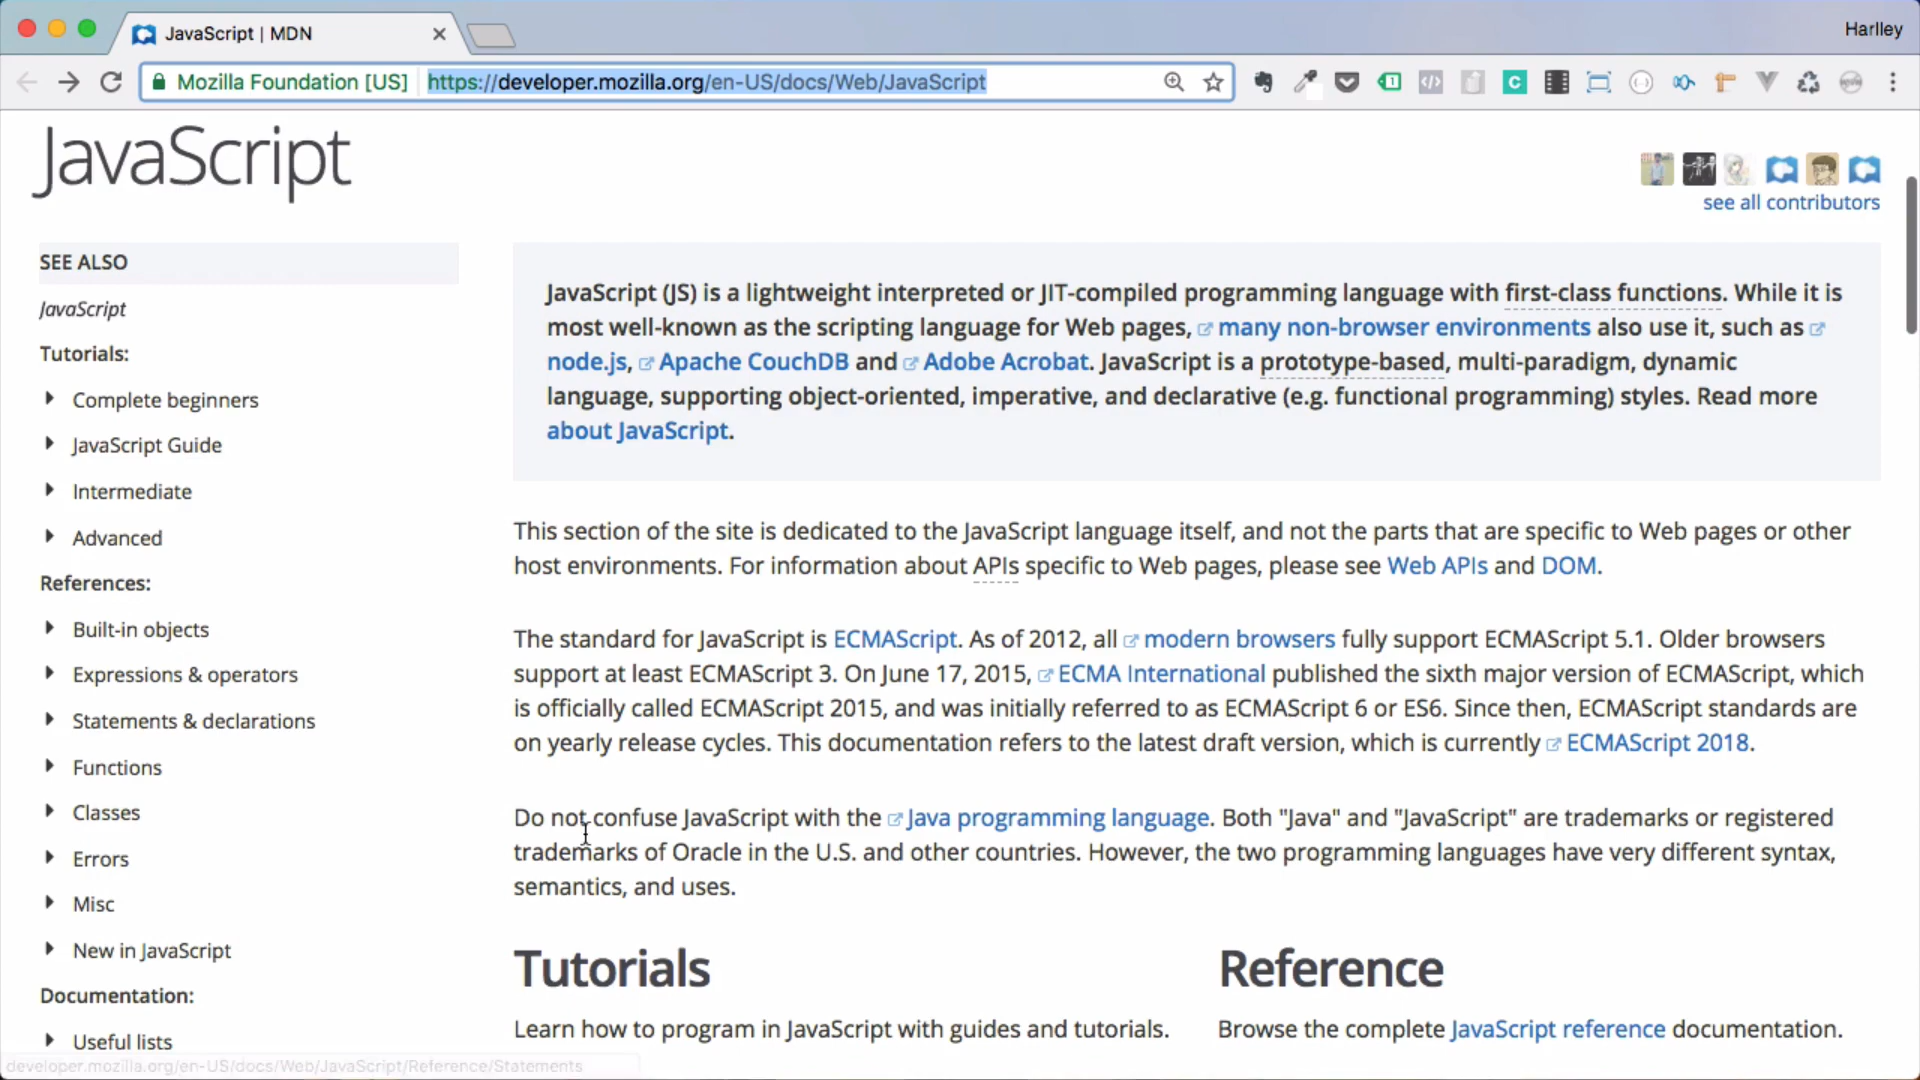 JavaScript | MDN
Harlley
Mozilla Foundation [US]
https://developer.mozilla.org/en-US/docs/Web/JavaScript
JavaScript
see all contributors
SEE ALSO
JavaScript
Tutorials:
Complete beginners
JavaScript Guide
Intermediate
Advanced
References:
Built-in objects
Expressions & operators
Statements & declarations
Functions
Classes
Errors
Misc
New in JavaScript
Documentation:
Useful lists
JavaScript (JS) is a lightweight interpreted or JIT-compiled programming language with first-class functions. While it is
most well-known as the scripting language for Web pages, many non-browser environments also use it, such as
node.js, Apache CouchDB and Adobe Acrobat. JavaScript is a prototype-based, multi-paradigm, dynamic
language, supporting object-oriented, imperative, and declarative (e.g. functional programming) styles. Read more
about JavaScript.
This section of the site is dedicated to the JavaScript language itself, and not the parts that are specific to Web pages or other
host environments. For information about APIs specific to Web pages, please see Web APIs and DOM.
The standard for JavaScript is ECMAScript. As of 2012, all modern browsers fully support ECMAScript 5.1. Older browsers
support at least ECMAScript 3. On June 17, 2015, ECMA International published the sixth major version of ECMAScript, which
is officially called ECMAScript 2015, and was initially referred to as ECMAScript 6 or ES6. Since then, ECMAScript standards are
on yearly release cycles. This documentation refers to the latest draft version, which is currently ECMAScript 2018.
Do not confuse JavaScript with the Java programming language. Both "Java" and "JavaScript" are trademarks or registered
trademarks of Oracle in the U.S. and other countries. However, the two programming languages have very different syntax,
semantics, and uses.
Tutorials
Learn how to program in JavaScript with guides and tutorials.
Reference
Browse the complete JavaScript reference documentation.
developer.mozilla.org/en-US/docs/Web/JavaScript/Reference/Statements